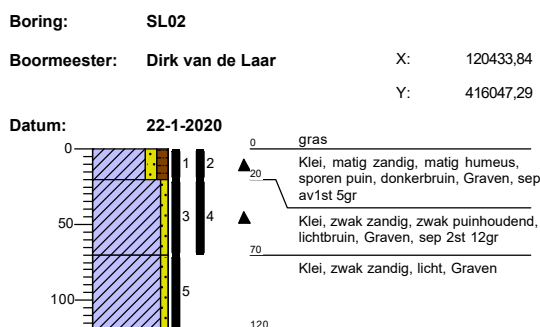 Boring: SL02
Boormeester: Dirk van de Laar X: 120433,84
Y: 416047,29
Datum: 22-1-2020
0 0 gras
1 2 Klei, matig zandig, matig humeus,
20 sporen puin, donkerbruin, Graven, sep
av1st 5gr
50 3 4 Klei, zwak zandig, zwak puinhoudend,
lichtbruin, Graven, sep 2st 12gr
70
Klei, zwak zandig, licht, Graven
5
100
120